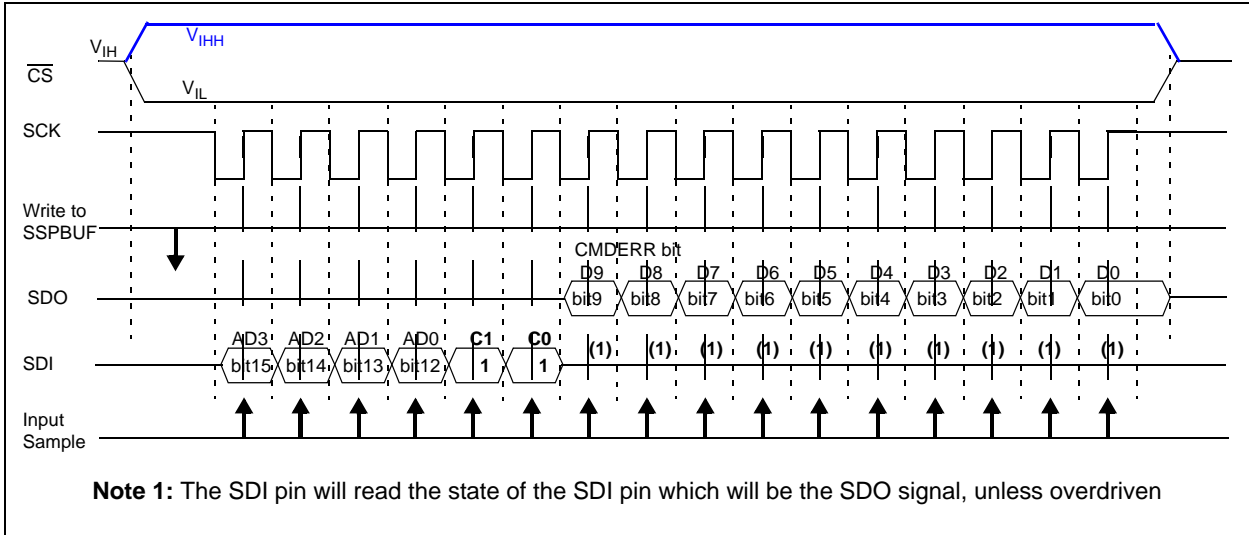 VIH
VIHH
CS
VIL
SCK
Write to
SSPBUF
CMDERR bit
D9 D8 D7 D6 D5 D4 D3 D2 D1 D0
SDO
bit9 bit8 bit7 bit6 bit5 bit4 bit3 bit2 bit1 bit0
AD3 AD2 AD1 AD0 C1 C0
(1) (1) (1) (1) (1) (1) (1) (1) (1) (1)
SDI
bit15 bit14 bit13 bit12 1 1
Input
Sample
Note 1: The SDI pin will read the state of the SDI pin which will be the SDO signal, unless overdriven